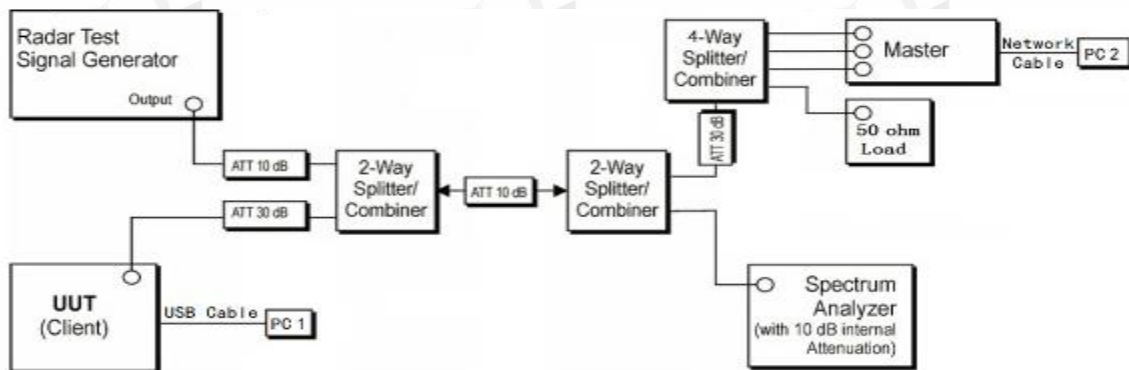 Radar Test
Signal Generator
Output
ATT 10 dB
ATT 30 dB
UUT
(Client)
USB Cable
PC 1
2-Way
Splitter/
Combiner
ATT 10 dB
2-Way
Splitter/
Combiner
4-Way
Splitter/
Combiner
ATT 30 dB
Master
Network
Cable
PC 2
50 ohm
Load
Spectrum
Analyzer
(with 10 dB internal
Attenuation)